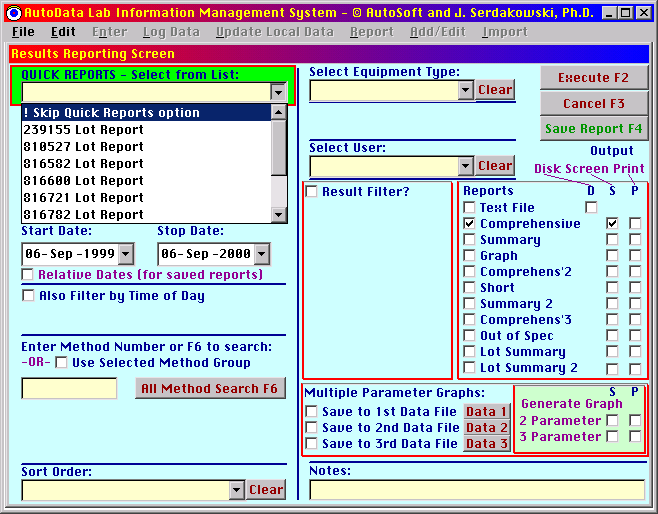 AutoData Lab Information Management System - © AutoSoft and J. Serdakowski, Ph.D.
File Edit Enter Log Data Update Local Data Report Add/Edit Import
Results Reporting Screen
QUICK REPORTS - Select from List:
! Skip Quick Reports option
239155 Lot Report
810527 Lot Report
816582 Lot Report
816600 Lot Report
816721 Lot Report
816782 Lot Report
Start Date: Stop Date:
06-Sep -1999 06-Sep -2000
Relative Dates (for saved reports)
Also Filter by Time of Day
Enter Method Number or F6 to search:
-OR- Use Selected Method Group
All Method Search F6
Sort Order:
Clear
Select Equipment Type:
Clear
Select User:
Clear
Execute F2
Cancel F3
Save Report F4
Output
Disk Screen Print
Result Filter?
Reports D S P
Text File
Comprehensive
Summary
Graph
Comprehens'2
Short
Summary 2
Comprehens'3
Out of Spec
Lot Summary
Lot Summary 2
Multiple Parameter Graphs:
Save to 1st Data File Data 1
Save to 2nd Data File Data 2
Save to 3rd Data File Data 3
S P
Generate Graph
2 Parameter
3 Parameter
Notes: